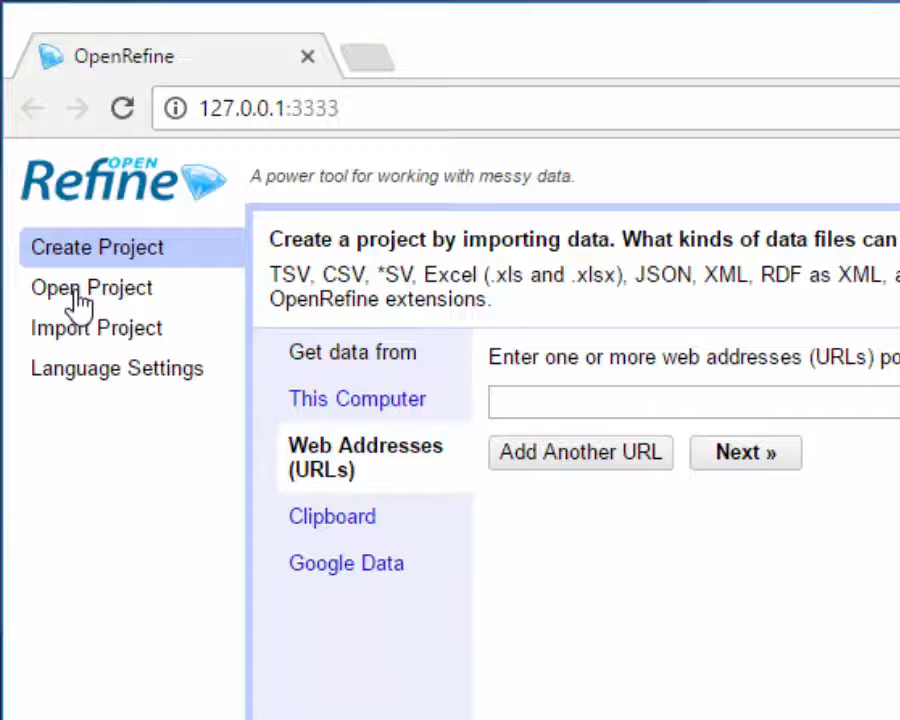 OpenRefine
127.0.0.1:3333
OPEN
Refine
A power tool for working with messy data.
Create Project
Open Project
Import Project
Language Settings
Create a project by importing data. What kinds of data files can
TSV, CSV, *SV, Excel (.xls and .xlsx), JSON, XML, RDF as XML, a
OpenRefine extensions.
Get data from
This Computer
Web Addresses
(URLs)
Clipboard
Google Data
Enter one or more web addresses (URLs) po
Add Another URL
Next »